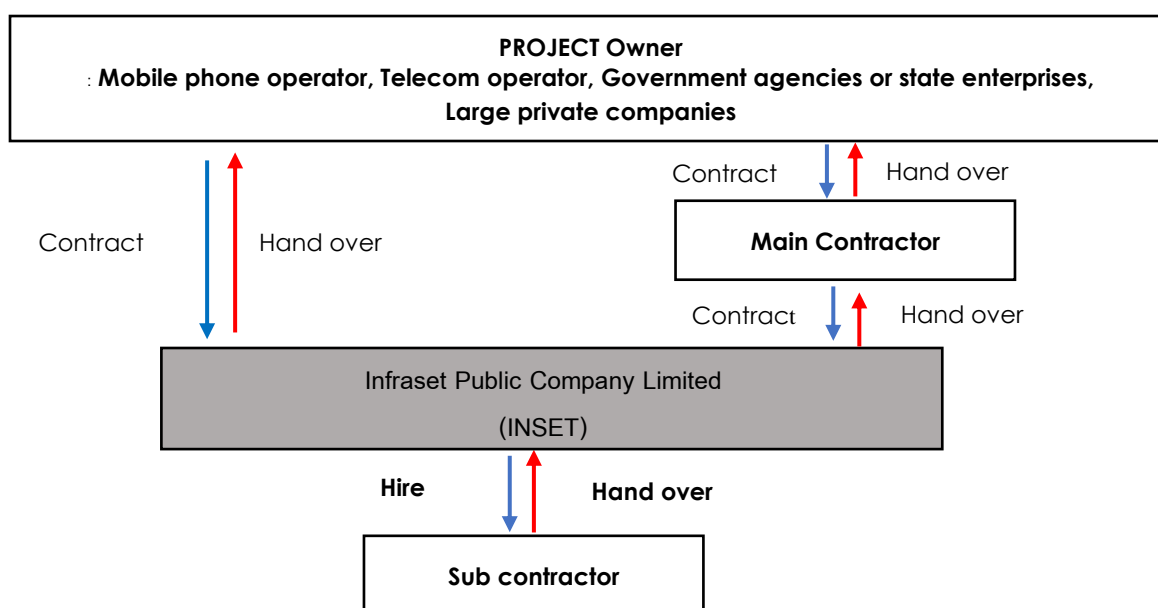 PROJECT Owner
: Mobile phone operator, Telecom operator, Government agencies or state enterprises,
Large private companies
Contract
Hand over
Main Contractor
Contract
Hand over
Contract
Hand over
Infraset Public Company Limited
(INSET)
Hire
Hand over
Sub contractor